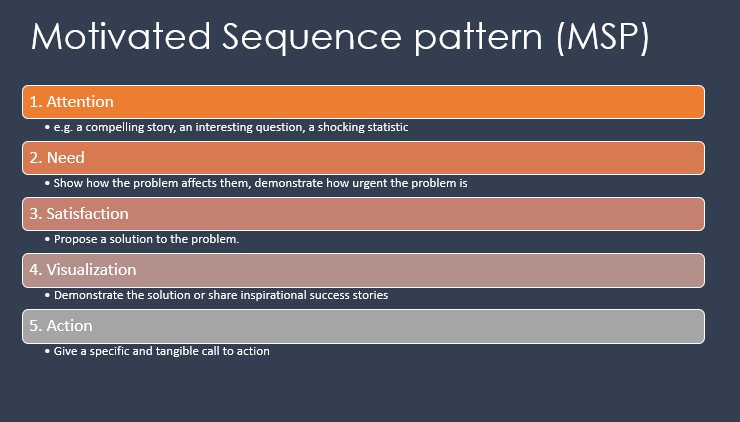 Motivated Sequence pattern (MSP)
1. Attention
• e.g. a compelling story, an interesting question, a shocking statistic
2. Need
• Show how the problem affects them, demonstrate how urgent the problem is
3. Satisfaction
• Propose a solution to the problem.
4. Visualization
• Demonstrate the solution or share inspirational success stories
5. Action
• Give a specific and tangible call to action